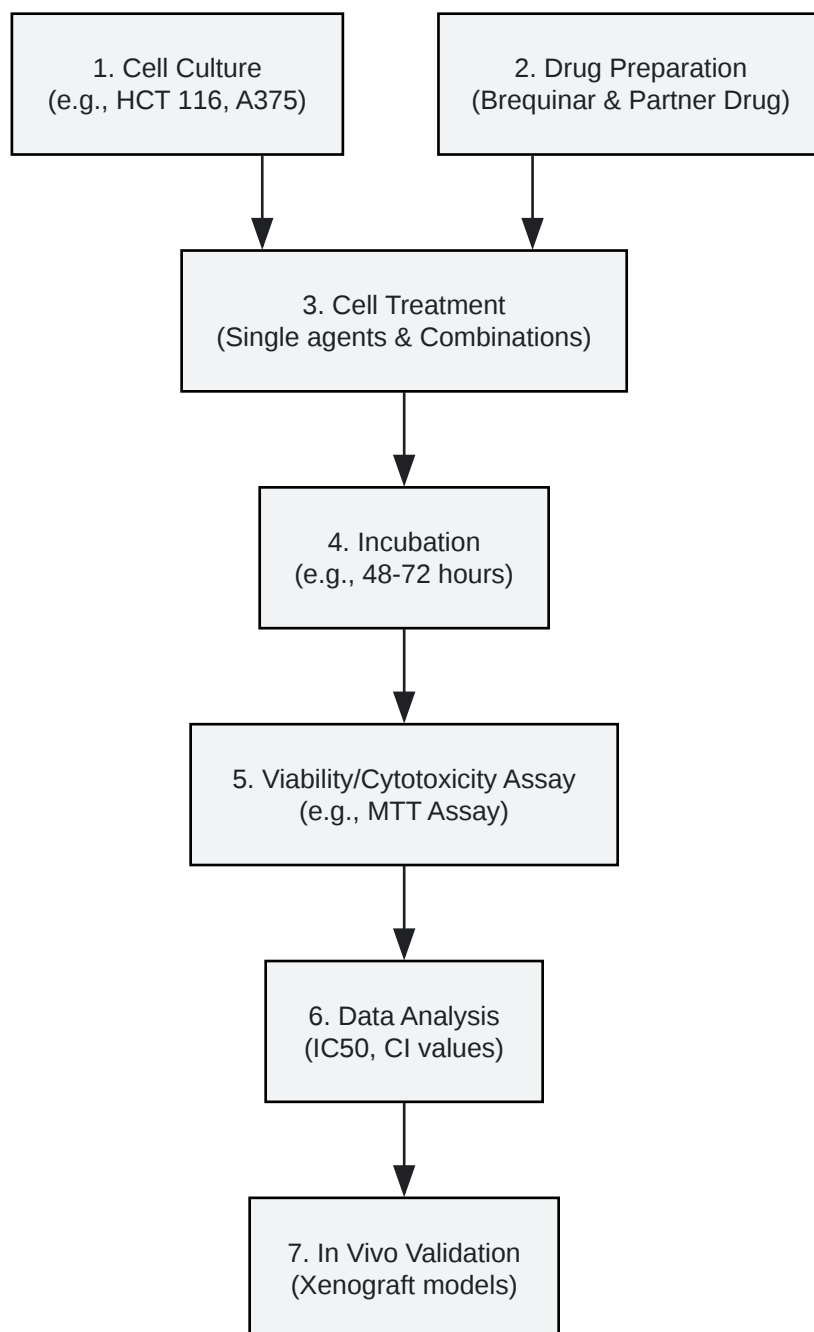 1. Cell Culture
(e.g., HCT 116, A375)
2. Drug Preparation
(Brequinar & Partner Drug)
3. Cell Treatment
(Single agents & Combinations)
4. Incubation
(e.g., 48-72 hours)
5. Viability/Cytotoxicity Assay
(e.g., MTT Assay)
6. Data Analysis
(IC50, CI values)
7. In Vivo Validation
(Xenograft models)